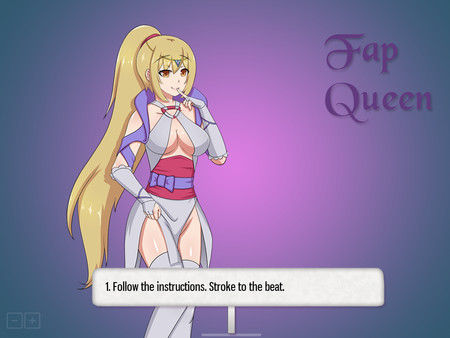 Fap
Queen
1. Follow the instructions. Stroke to the beat.